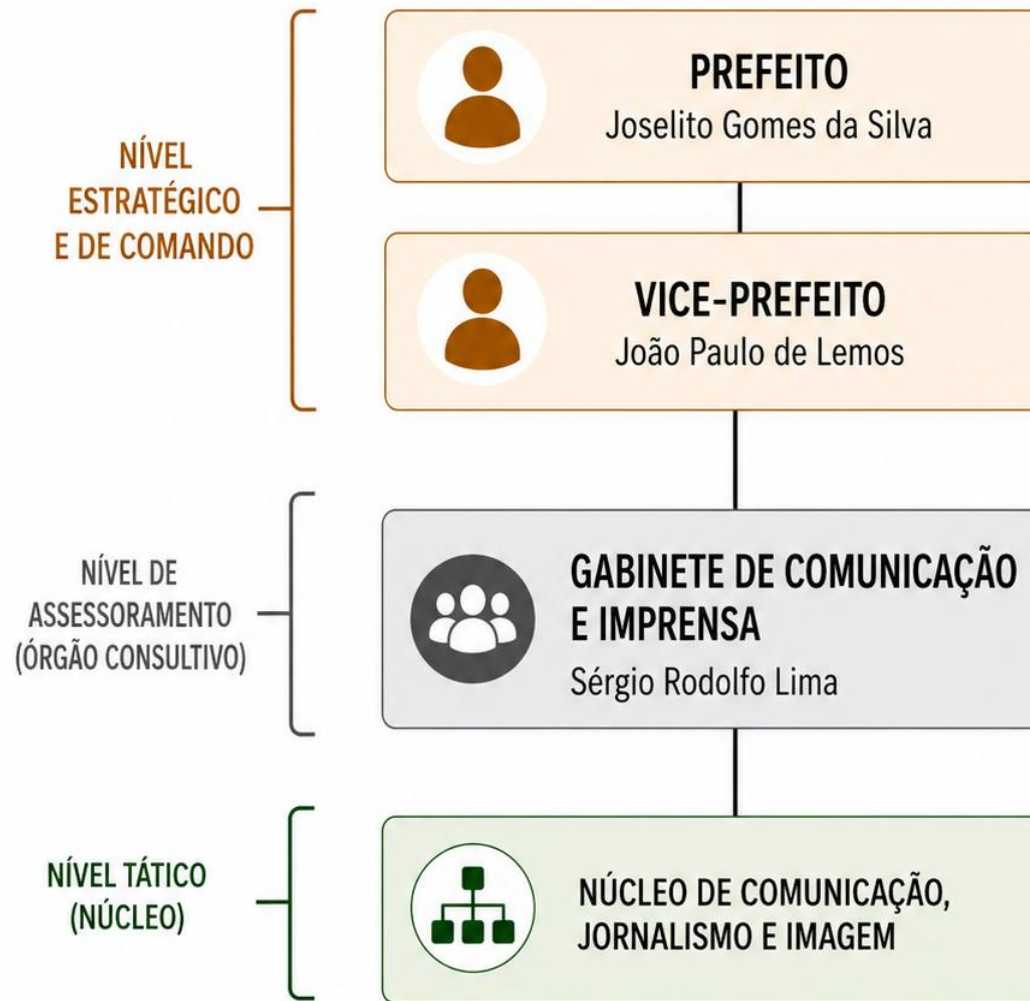 NÍVEL
ESTRATÉGICO
E DE COMANDO
PREFEITO
Joselito Gomes da Silva
VICE-PREFEITO
João Paulo de Lemos
NÍVEL DE
ASSESSORAMENTO
(ÓRGÃO CONSULTIVO)
GABINETE DE COMUNICAÇÃO
E IMPRENSA
Sérgio Rodolfo Lima
NÍVEL TÁTICO
(NÚCLEO)
NÚCLEO DE COMUNICAÇÃO,
JORNALISMO E IMAGEM